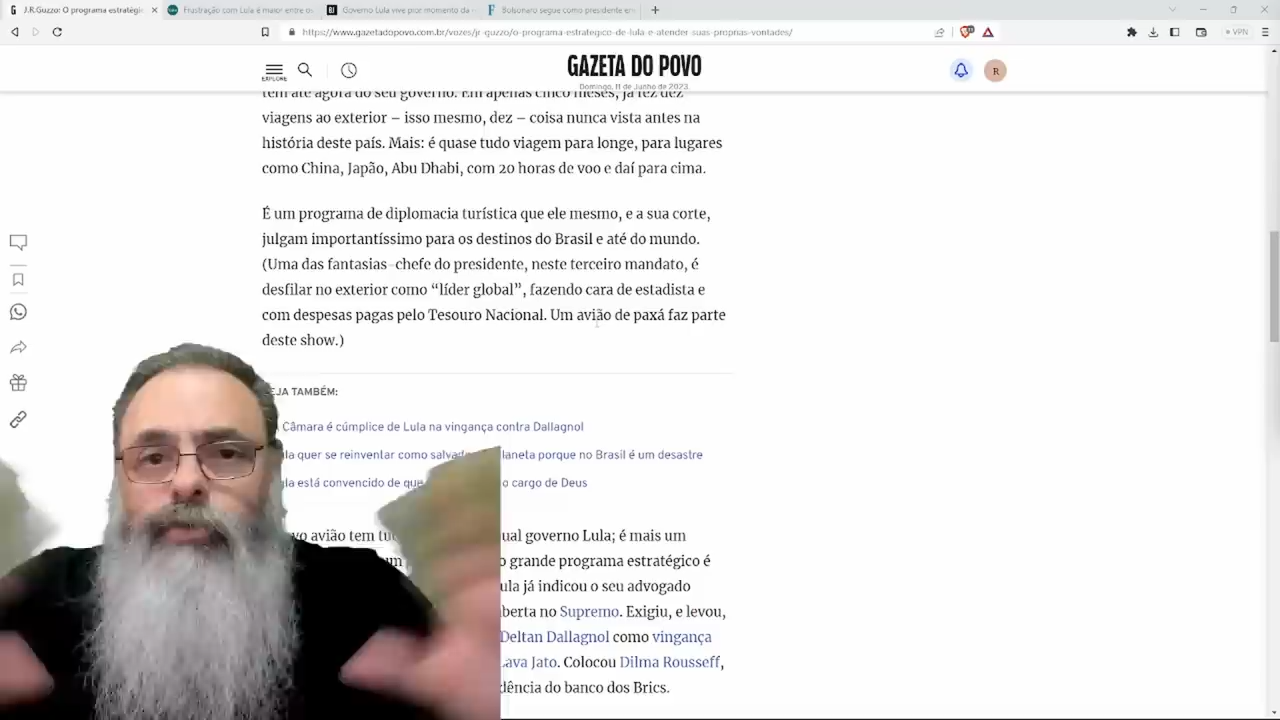 J.R.Guzzo: O programa estratégi
Frustração com Lula é maior entre os
Governo Lula vive pior momento da
Bolsonaro segue como presidente
https://www.gazetadopovo.com.br/vozes/jr-guzzo/o-programa-estrategico-de-lula-e-atender-suas-proprias-vontades/
VPN
EXPLORE
GAZETA DO POVO
R
Domingo, 11 de Junho de 2023.
tem até agora do seu governo. Em apenas cinco meses, já fez dez
viagens ao exterior – isso mesmo, dez – coisa nunca vista antes na
história deste país. Mais: é quase tudo viagem para longe, para lugares
como China, Japão, Abu Dhabi, com 20 horas de voo e daí para cima.
É um programa de diplomacia turística que ele mesmo, e a sua corte,
julgam importantíssimo para os destinos do Brasil e até do mundo.
(Uma das fantasias-chefe do presidente, neste terceiro mandato, é
desfilar no exterior como “líder global”, fazendo cara de estadista e
com despesas pagas pelo Tesouro Nacional. Um avião de paxá faz parte
deste show.)
EJA TAMBÉM:
Câmara é cúmplice de Lula na vingança contra Dallagnol
ula quer se reinventar como salvad laneta porque no Brasil é um desastre
ula está convencido de que o cargo de Deus
vo avião tem tu ual governo Lula; é mais um
um o grande programa estratégico é
ula já indicou o seu advogado
berta no Supremo. Exigiu, e levou,
Deltan Dallagnol como vingança
Lava Jato. Colocou Dilma Rousseff,
dência do banco dos Brics.